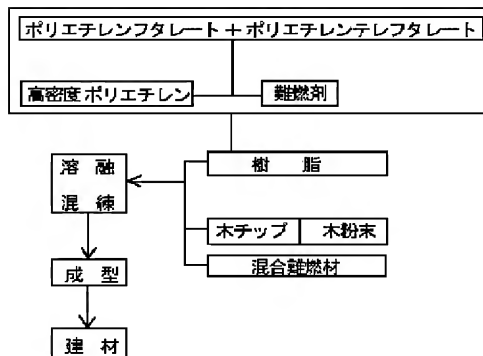 ポリエチレンフタレート+ポリエチレンテレフタレート
高密度ポリエチレン 難燃剤
樹脂
溶融
混練
木チップ 木粉末
混合難燃材
成型
建材